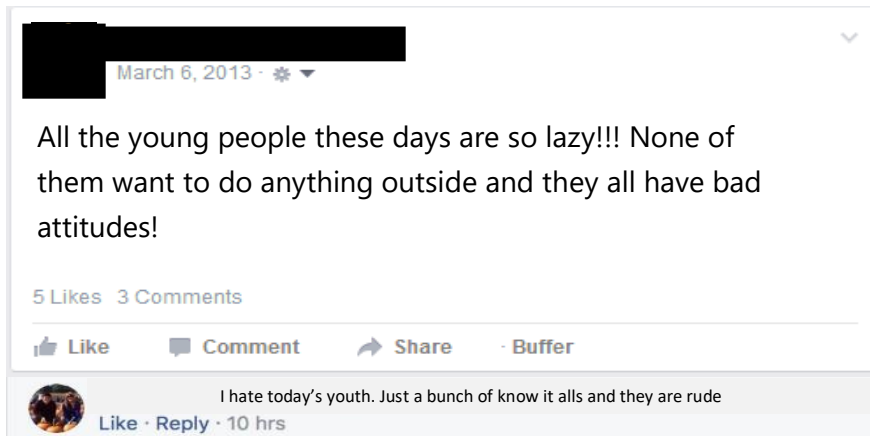 March 6, 2013 ·
All the young people these days are so lazy!!! None of
them want to do anything outside and they all have bad
attitudes!
5 Likes 3 Comments
Like Comment Share · Buffer
I hate today’s youth. Just a bunch of know it alls and they are rude
Like · Reply · 10 hrs